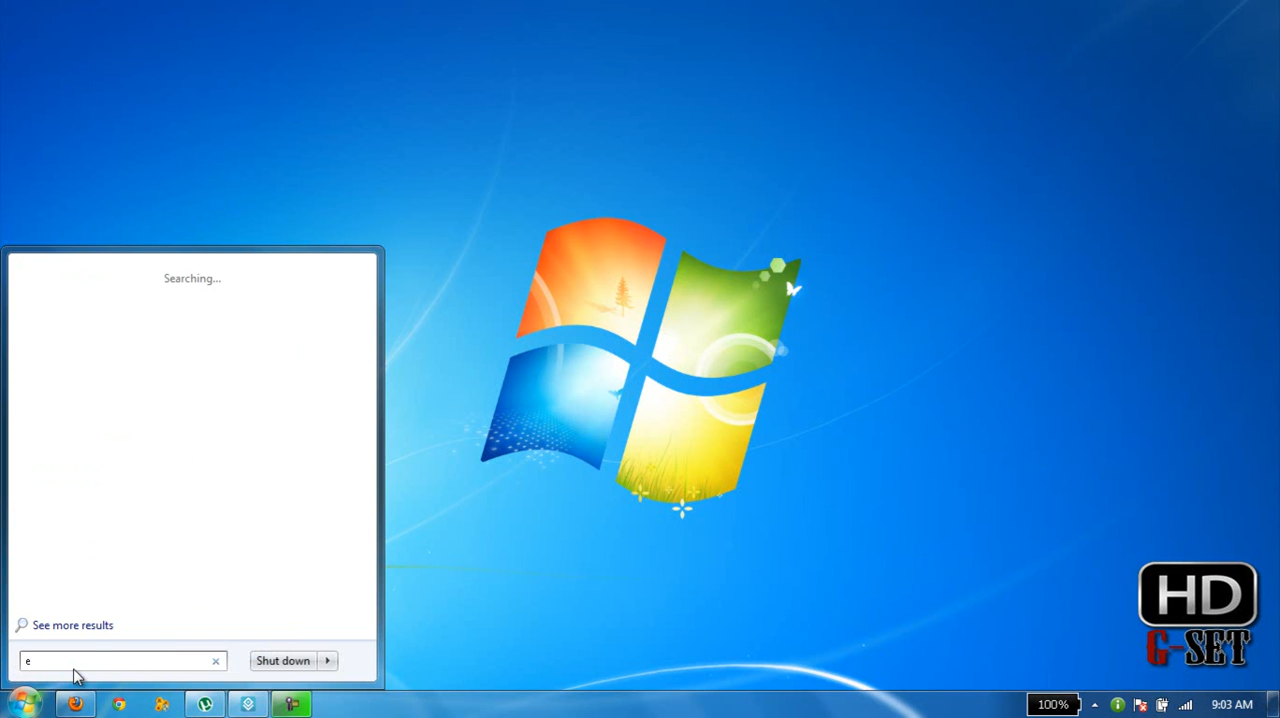 Searching...
See more results
e
Shut down
HD
G-SET
100%
9:03 AM